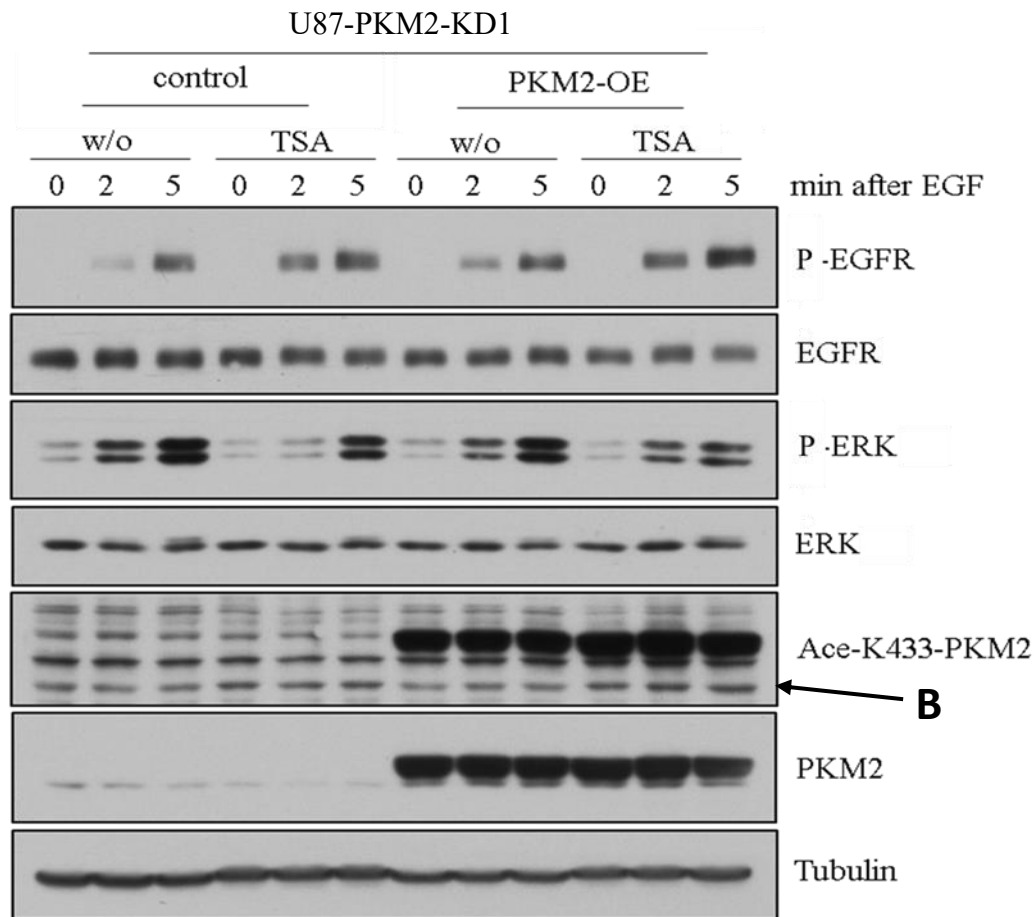 U87-PKM2-KD1
control PKM2-OE
w/o TSA w/o TSA
0 2 5 0 2 5 0 2 5 0 2 5 min after EGF
P -EGFR
EGFR
P -ERK
ERK
Ace-K433-PKM2
B
PKM2
Tubulin